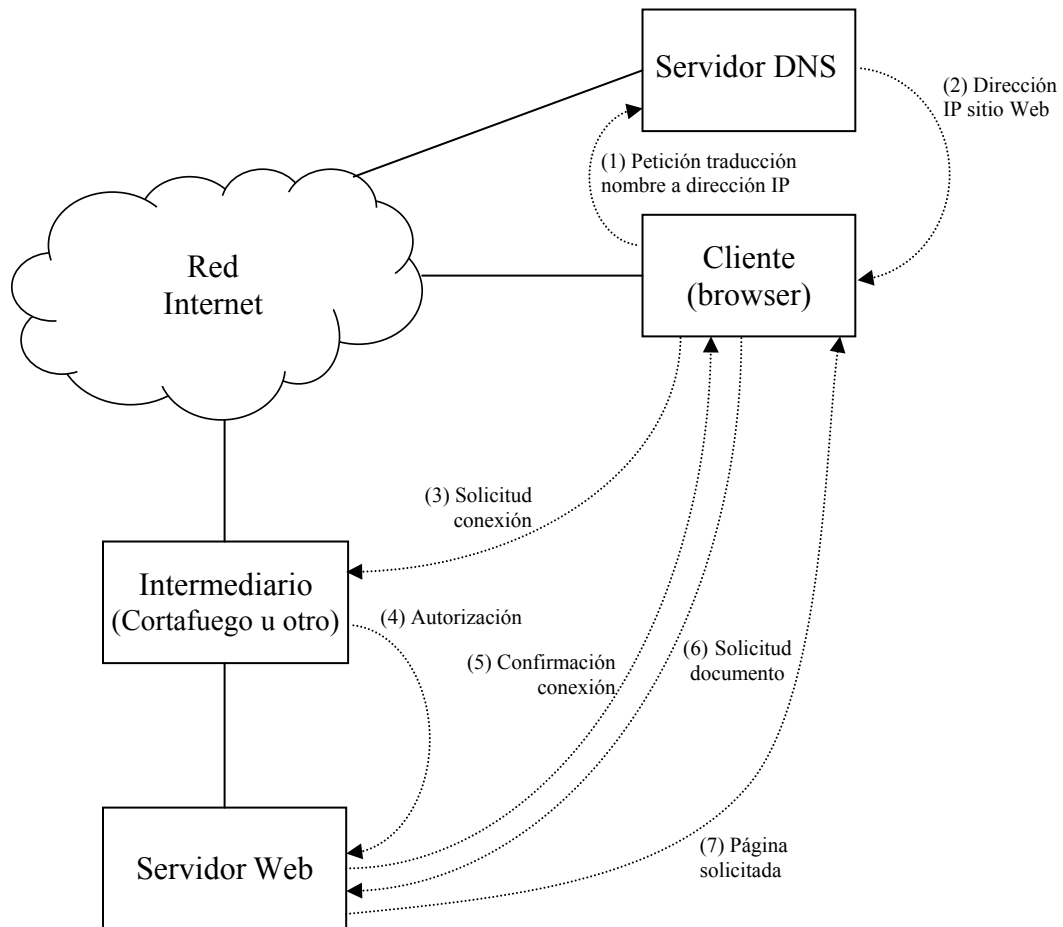 Servidor DNS
(2) Dirección
IP sitio Web
(1) Petición traducción
nombre a dirección IP
Red
Internet
Cliente
(browser)
(3) Solicitud
conexión
Intermediario
(Cortafuego u otro)
(4) Autorización
(5) Confirmación
conexión
(6) Solicitud
documento
Servidor Web
(7) Página
solicitada